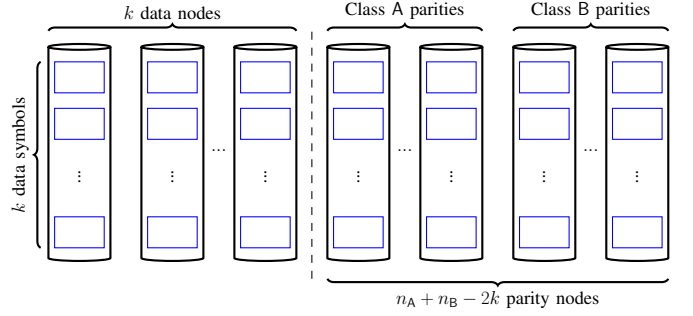 k data nodes
Class A parities
Class B parities
k data symbols
...
...
...
n_A + n_B − 2k parity nodes